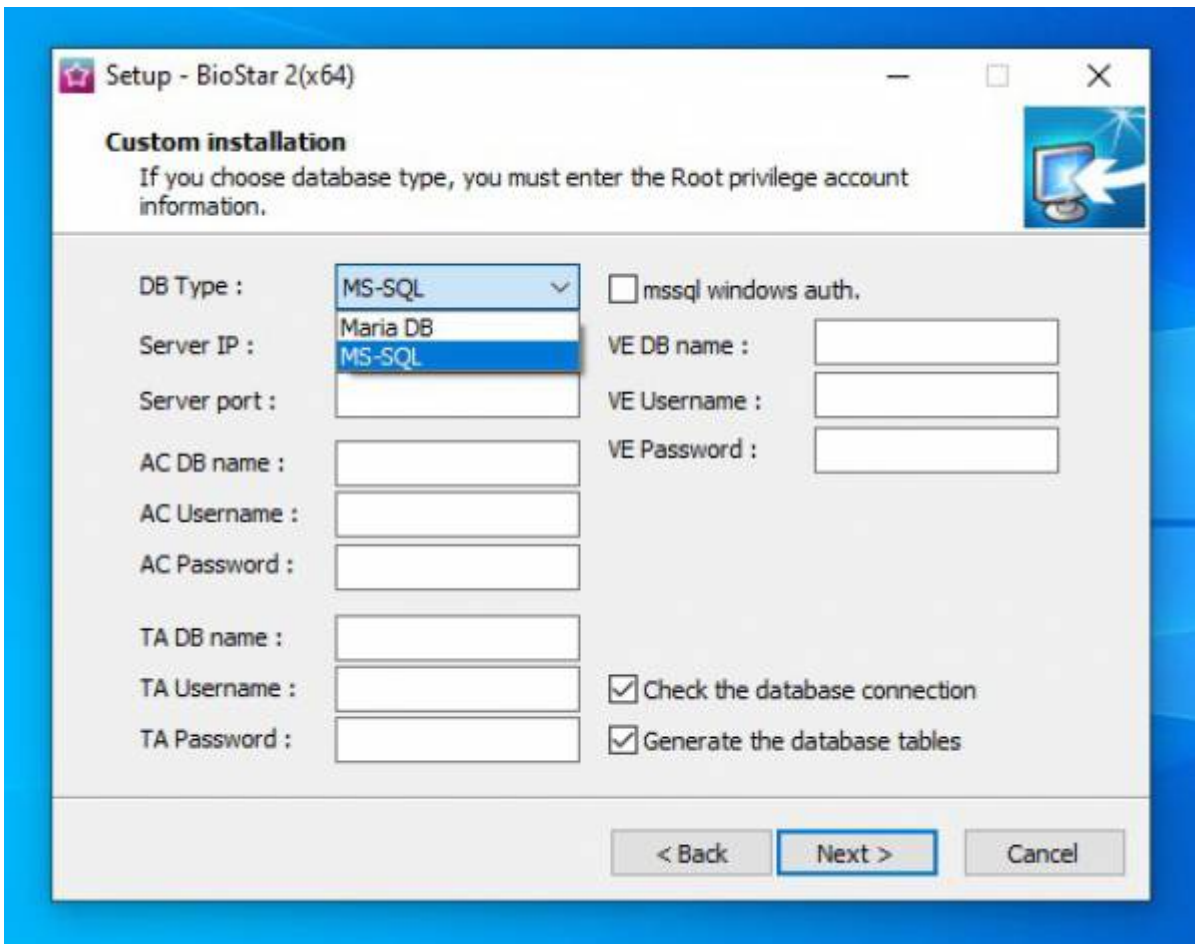 Setup - BioStar 2(x64)
Custom installation
If you choose database type, you must enter the Root privilege account
information.
DB Type :
MS-SQL
mssql windows auth.
Maria DB
MS-SQL
Server IP :
VE DB name :
Server port :
VE Username :
VE Password :
AC DB name :
AC Username :
AC Password :
TA DB name :
TA Username :
Check the database connection
TA Password :
Generate the database tables
< Back
Next >
Cancel